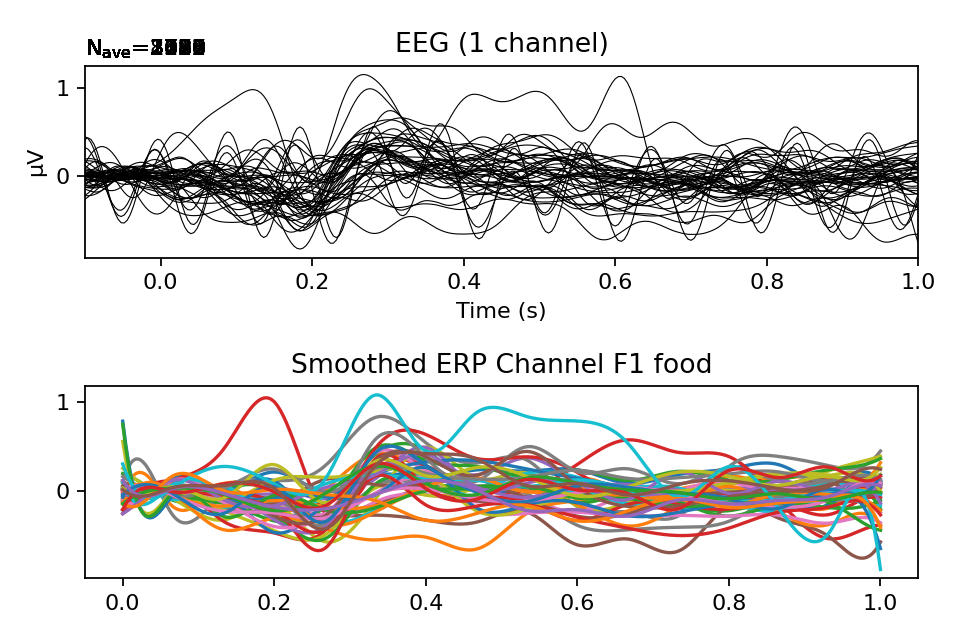 EEG (1 channel)
N_ave=
1
0
µV
0.0 0.2 0.4 0.6 0.8 1.0
Time (s)
Smoothed ERP Channel F1 food
1
0
0.0 0.2 0.4 0.6 0.8 1.0